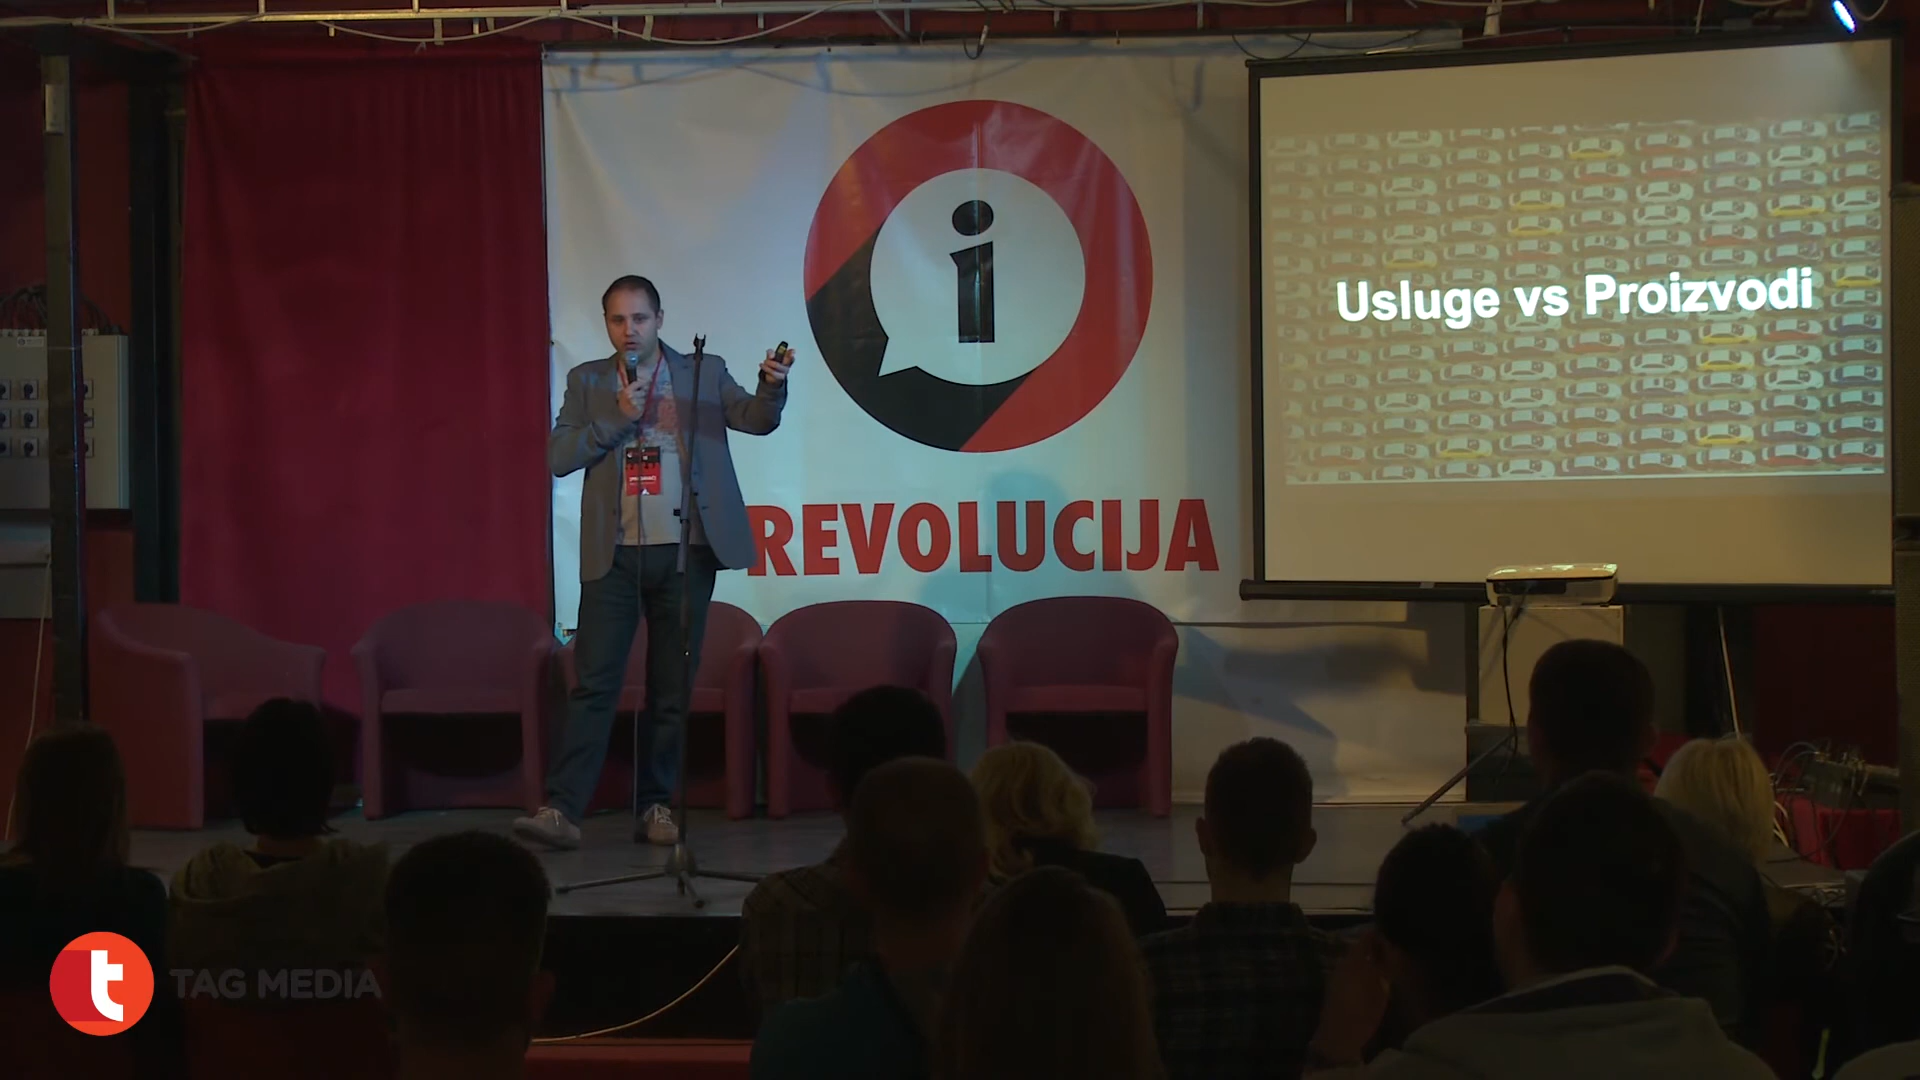 i
REVOLUCIJA
Usluge vs Proizvodi
t
TAG MEDIA